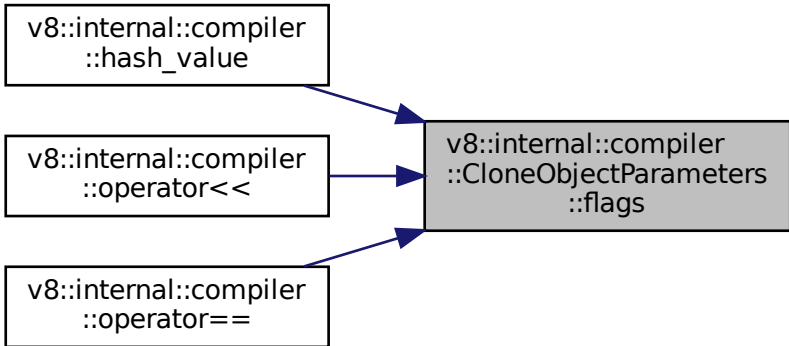 v8::internal::compiler
::hash_value
v8::internal::compiler
::operator<<
v8::internal::compiler
::operator==
v8::internal::compiler
::CloneObjectParameters
::flags